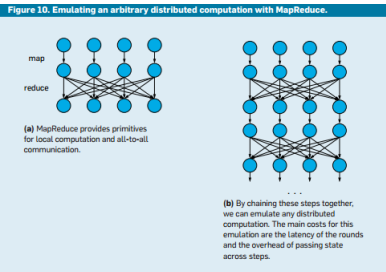 Figure 10. Emulating an arbitrary distributed computation with MapReduce.
map
reduce
(a) MapReduce provides primitives
for local computation and all-to-all
communication.
. . .
(b) By chaining these steps together,
we can emulate any distributed
computation. The main costs for this
emulation are the latency of the rounds
and the overhead of passing state
across steps.